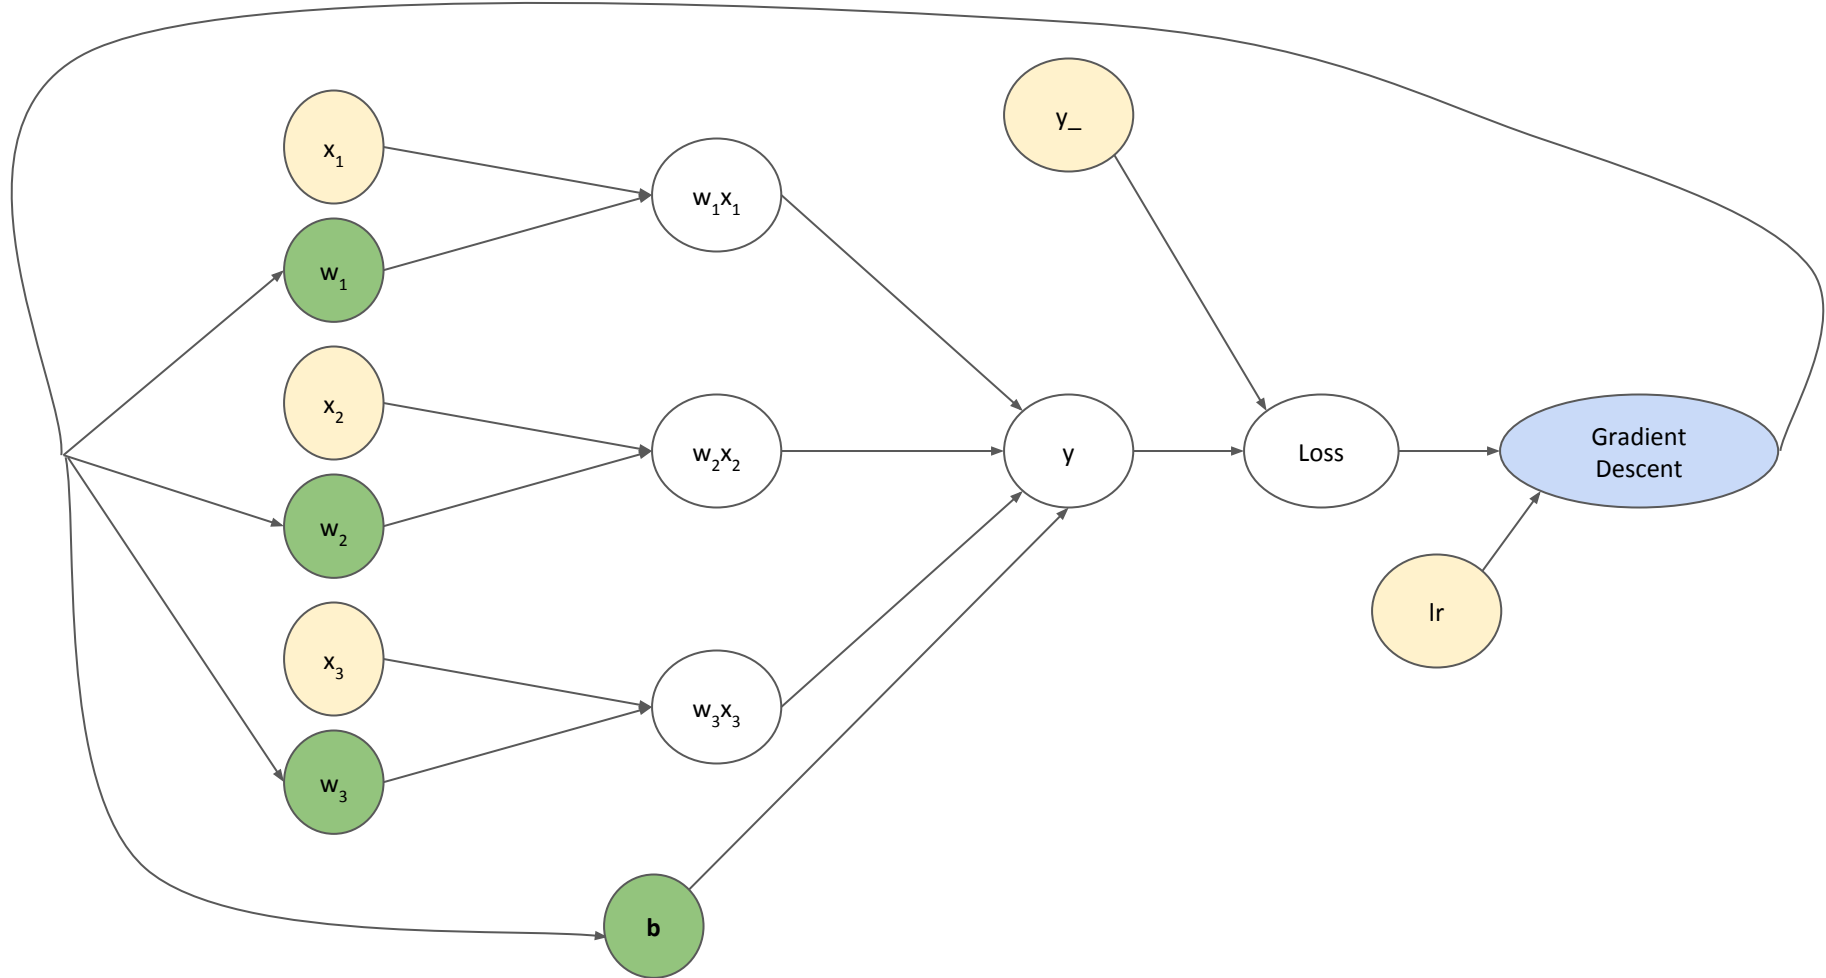 x₁
w₁
x₂
w₂
x₃
w₃
b
w₁x₁
w₂x₂
w₃x₃
y_
y
Loss
Gradient
Descent
lr